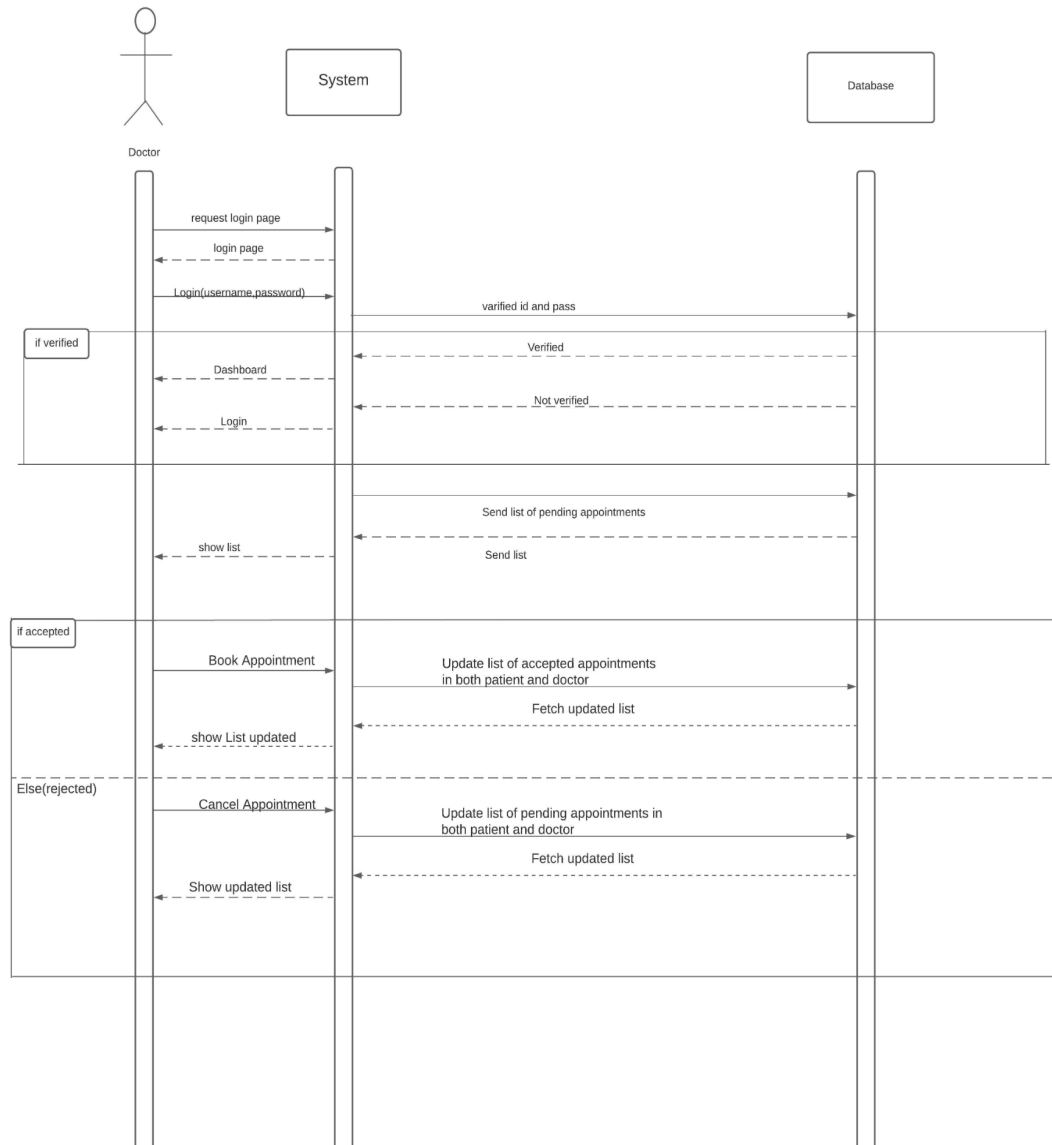 System
Database
Doctor
request login page
login page
Login(username,password)
varified id and pass
if verified
Verified
Dashboard
Not verified
Login
Send list of pending appointments
show list
Send list
if accepted
Book Appointment
Update list of accepted appointments
in both patient and doctor
Fetch updated list
show List updated
Else(rejected)
Cancel Appointment
Update list of pending appointments in
both patient and doctor
Fetch updated list
Show updated list